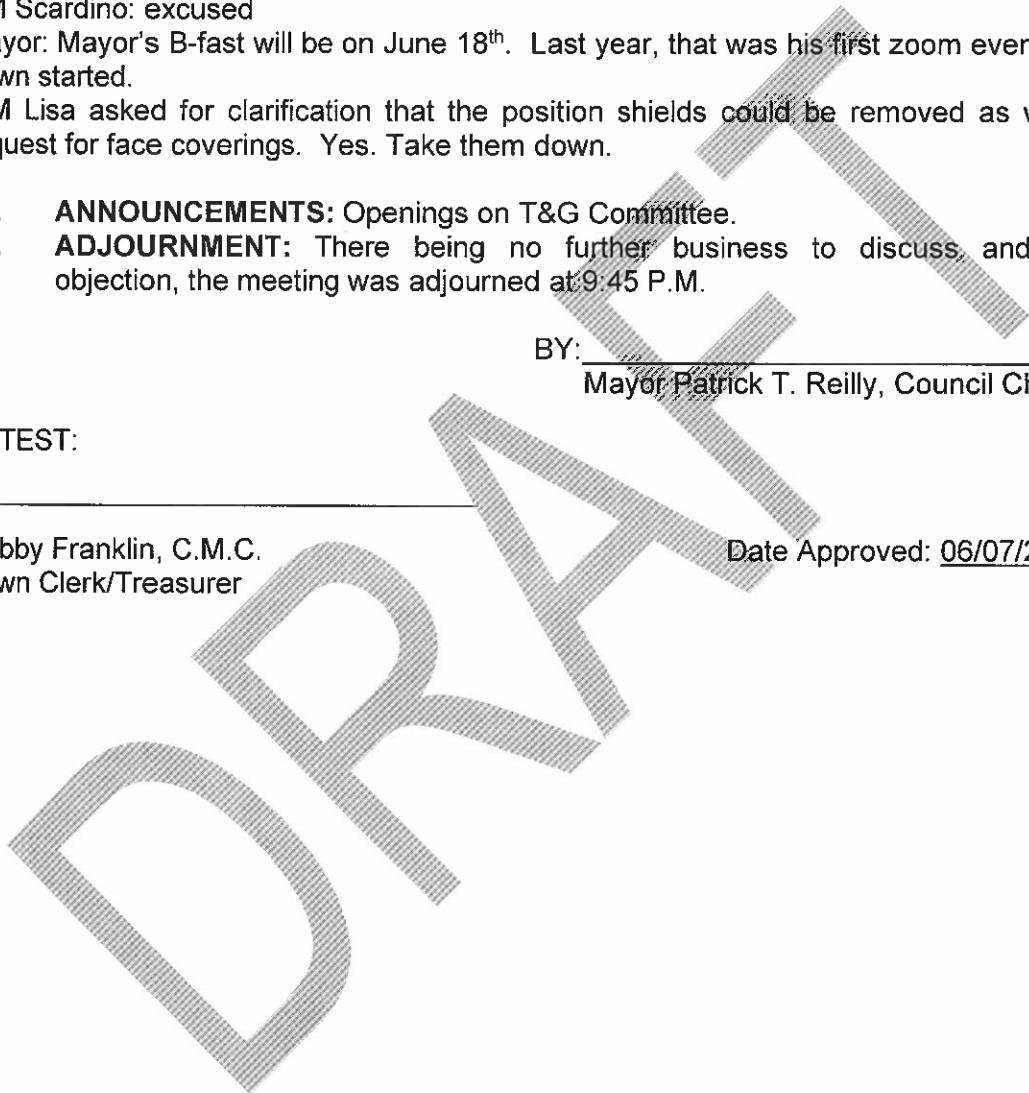 Scardino: excused
yor: Mayor's B-fast will be on June 18th. Last year, that was his first zoom even
wn started.
M Lisa asked for clarification that the position shields could be removed as w
quest for face coverings. Yes. Take them down.
ANNOUNCEMENTS: Openings on T&G Committee.
ADJOURNMENT: There being no further business to discuss, and
objection, the meeting was adjourned at 9:45 P.M.
BY:
Mayor Patrick T. Reilly, Council Ch
TEST:
bby Franklin, C.M.C.
wn Clerk/Treasurer
Date Approved: 06/07/2
DRAFT